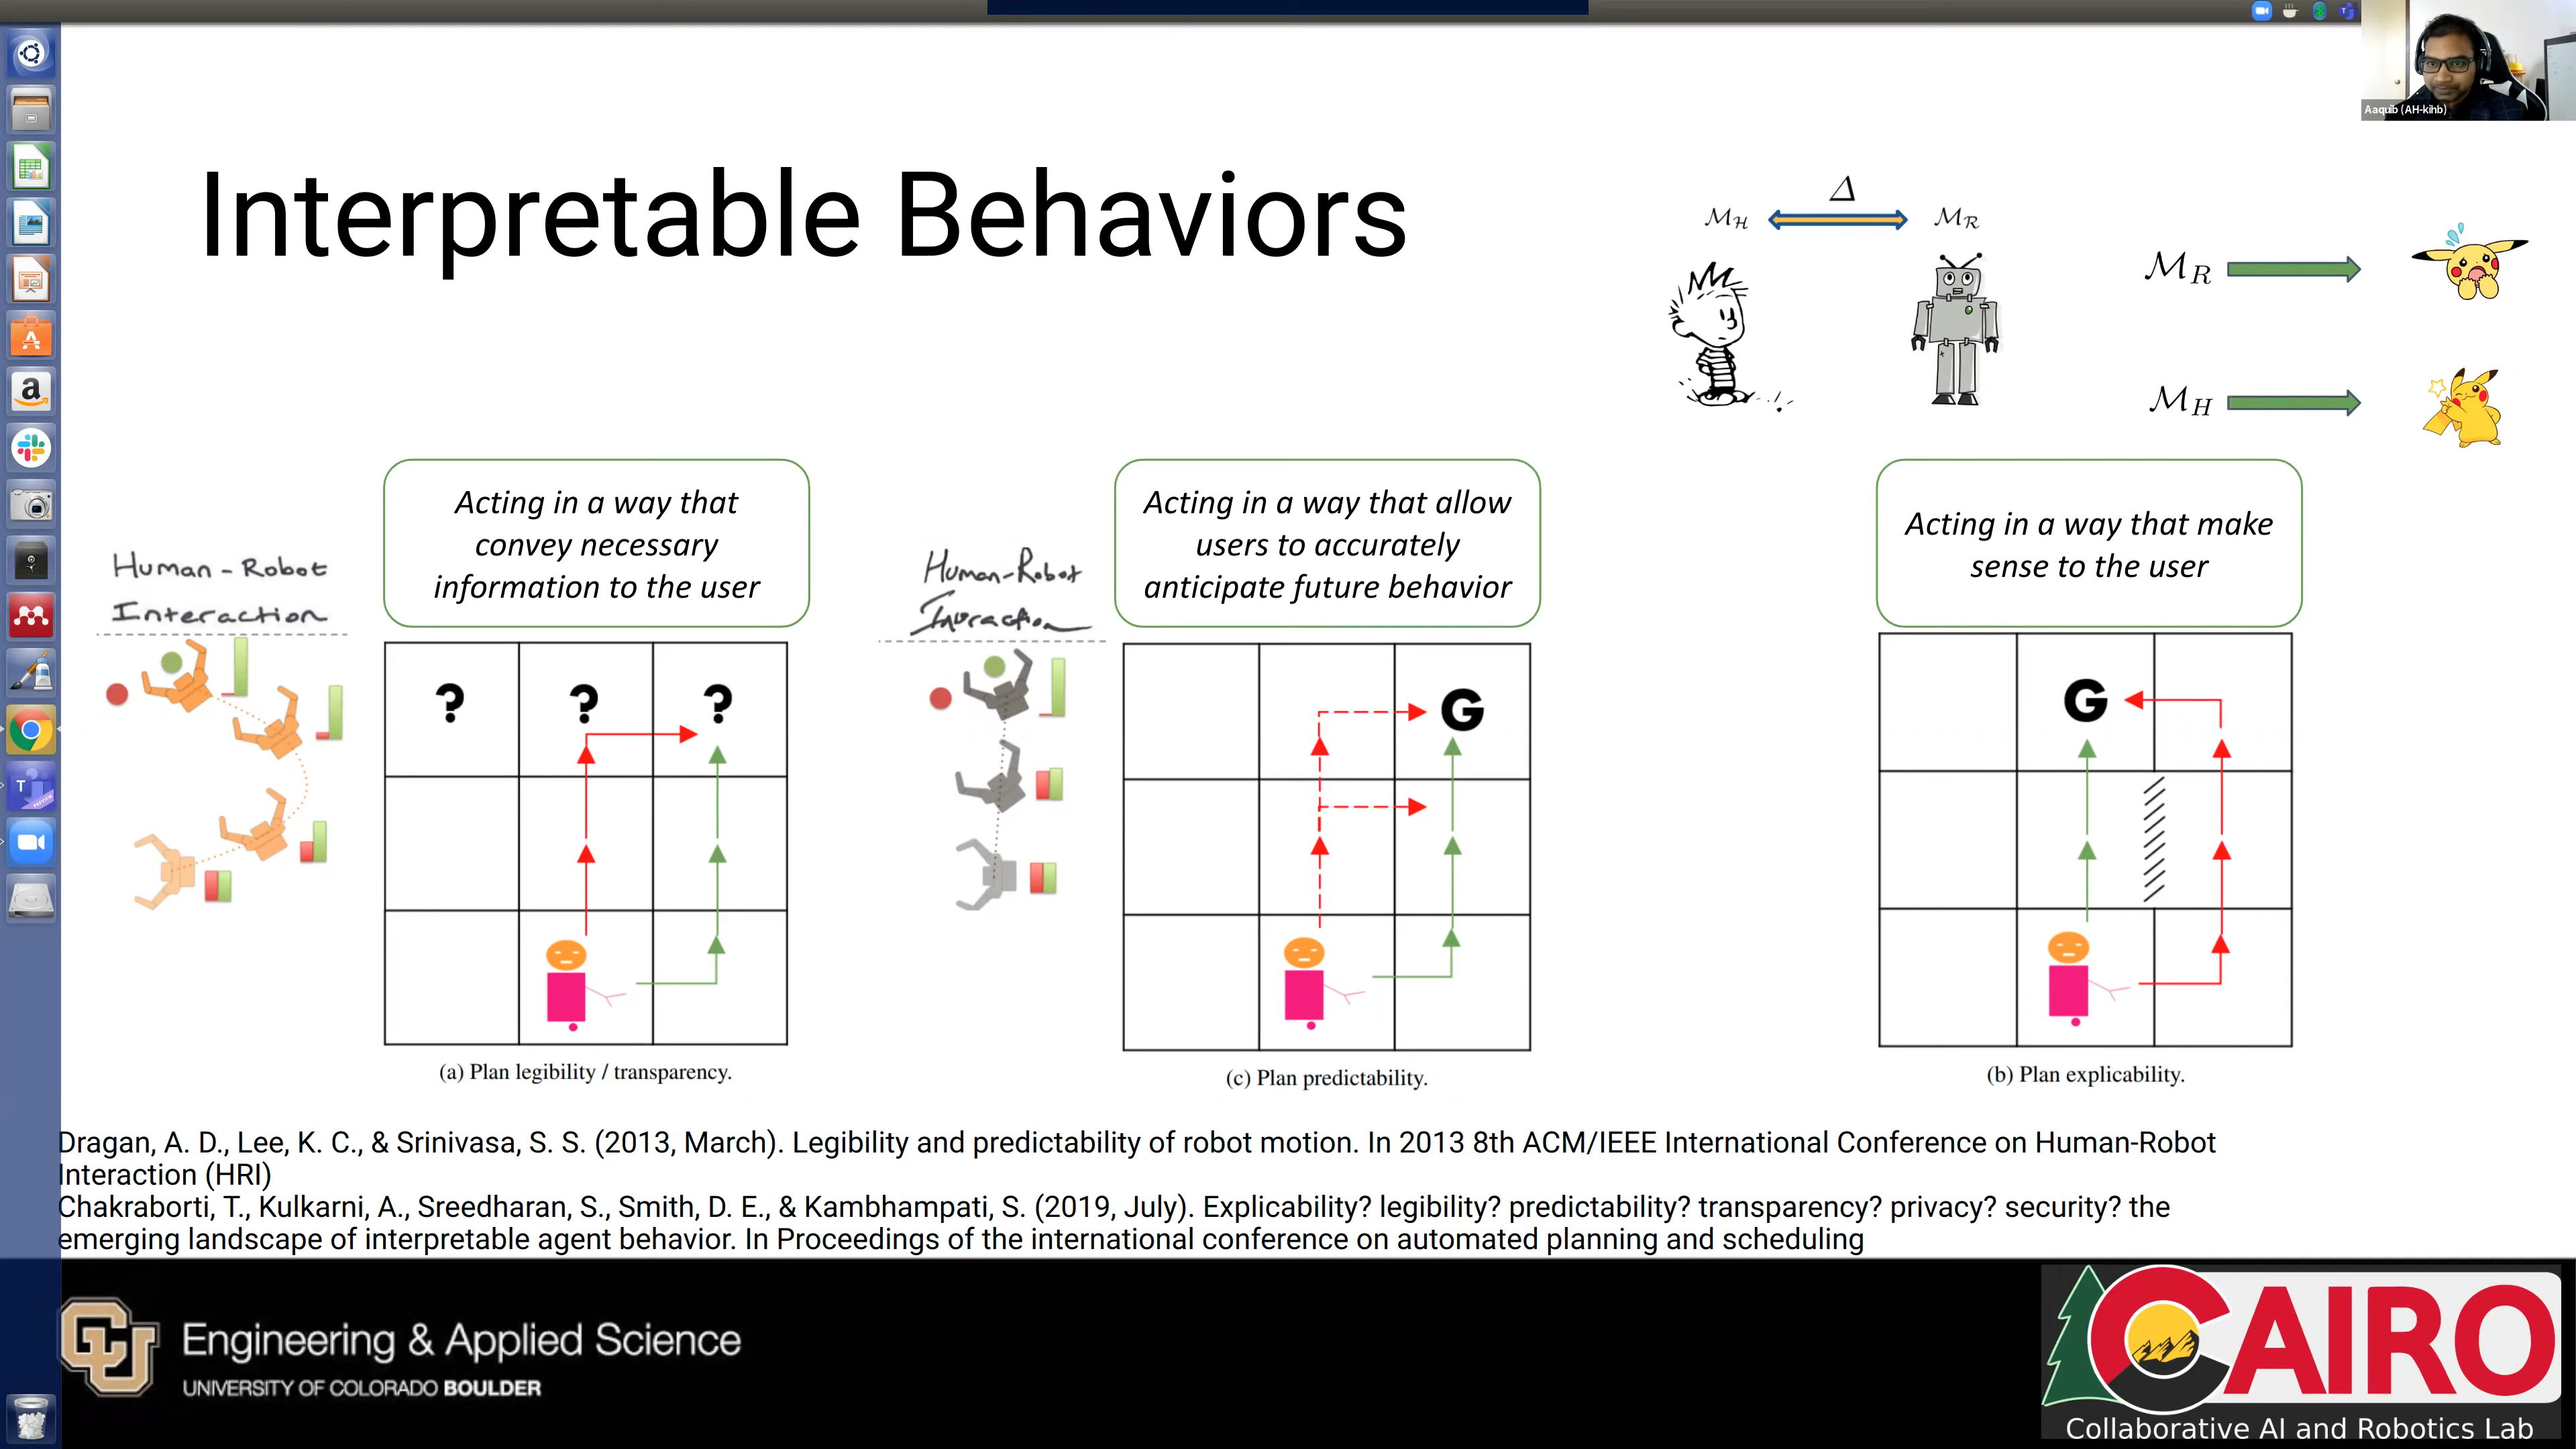 Aaquib (AH-kihb)
Interpretable Behaviors
Δ
ℳ_ℋ
ℳ_ℛ
ℳ_R
ℳ_H
Acting in a way that
convey necessary
information to the user
Acting in a way that allow
users to accurately
anticipate future behavior
Acting in a way that make
sense to the user
Human-Robot
Interaction
Human-Robot
Interaction
? ? ?
G
G
(a) Plan legibility / transparency.
(c) Plan predictability.
(b) Plan explicability.
Dragan, A. D., Lee, K. C., & Srinivasa, S. S. (2013, March). Legibility and predictability of robot motion. In 2013 8th ACM/IEEE International Conference on Human-Robot
Interaction (HRI)
Chakraborti, T., Kulkarni, A., Sreedharan, S., Smith, D. E., & Kambhampati, S. (2019, July). Explicability? legibility? predictability? transparency? privacy? security? the
emerging landscape of interpretable agent behavior. In Proceedings of the international conference on automated planning and scheduling
CU
Engineering & Applied Science
UNIVERSITY OF COLORADO BOULDER
CAIRO
Collaborative AI and Robotics Lab